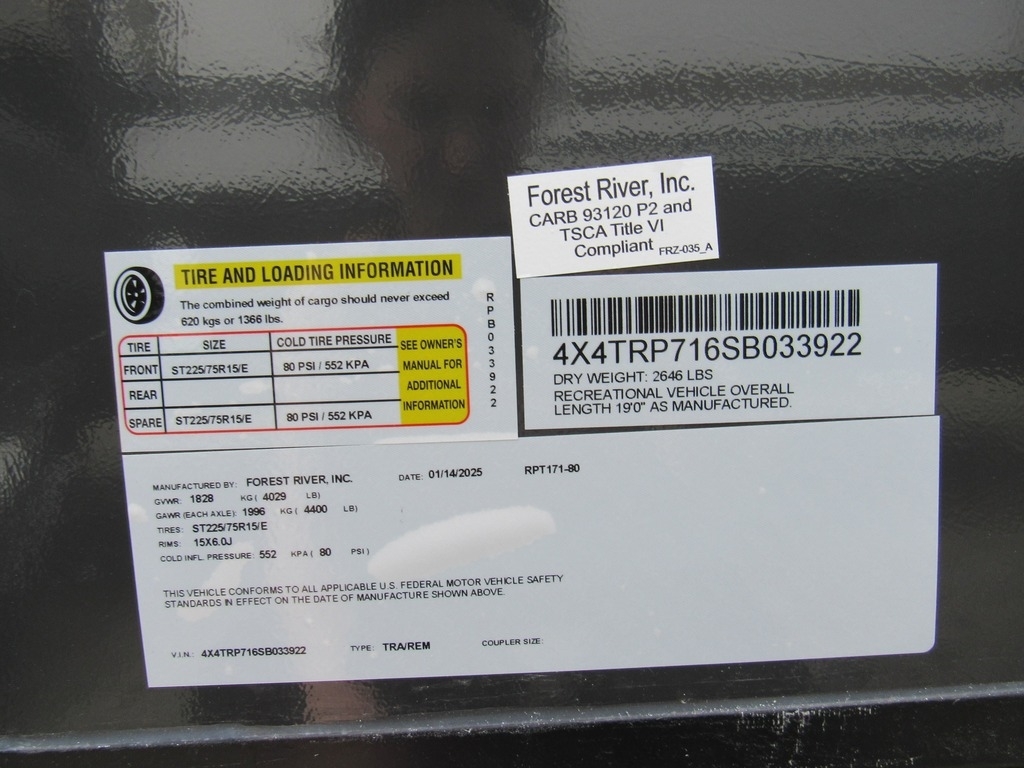 Forest River, Inc.
CARB 93120 P2 and
TSCA Title VI
Compliant FRZ-035_A
TIRE AND LOADING INFORMATION
The combined weight of cargo should never exceed
620 kgs or 1366 lbs.
TIRE SIZE COLD TIRE PRESSURE
FRONT ST225/75R15/E 80 PSI / 552 KPA
REAR
SPARE ST225/75R15/E 80 PSI / 552 KPA
SEE OWNER'S
MANUAL FOR
ADDITIONAL
INFORMATION
RPB033922
4X4TRP716SB033922
DRY WEIGHT: 2646 LBS
RECREATIONAL VEHICLE OVERALL
LENGTH 19'0" AS MANUFACTURED.
MANUFACTURED BY: FOREST RIVER, INC. DATE: 01/14/2025 RPT171-80
GVWR: 1828 KG ( 4029 LB)
GAWR (EACH AXLE): 1996 KG ( 4400 LB)
TIRES: ST225/75R15/E
RIMS: 15X6.0J
COLD INFL. PRESSURE: 552 KPA ( 80 PSI )
THIS VEHICLE CONFORMS TO ALL APPLICABLE U.S. FEDERAL MOTOR VEHICLE SAFETY
STANDARDS IN EFFECT ON THE DATE OF MANUFACTURE SHOWN ABOVE.
V.I.N.: 4X4TRP716SB033922 TYPE: TRA/REM COUPLER SIZE: